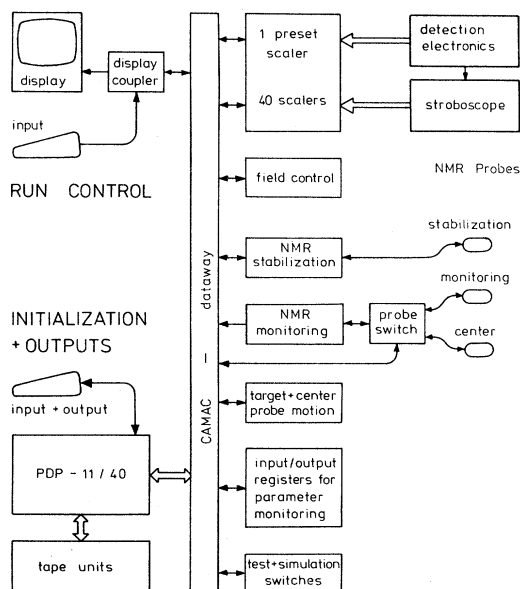 display
display
coupler
input
RUN CONTROL
INITIALIZATION
+ OUTPUTS
input + output
PDP - 11 / 40
tape units
CAMAC — dataway
1 preset
scaler
40 scalers
detection
electronics
stroboscope
field control
NMR Probes
NMR
stabilization
stabilization
NMR
monitoring
probe
switch
monitoring
center
target+center
probe motion
input/output
registers for
parameter
monitoring
test+simulation
switches